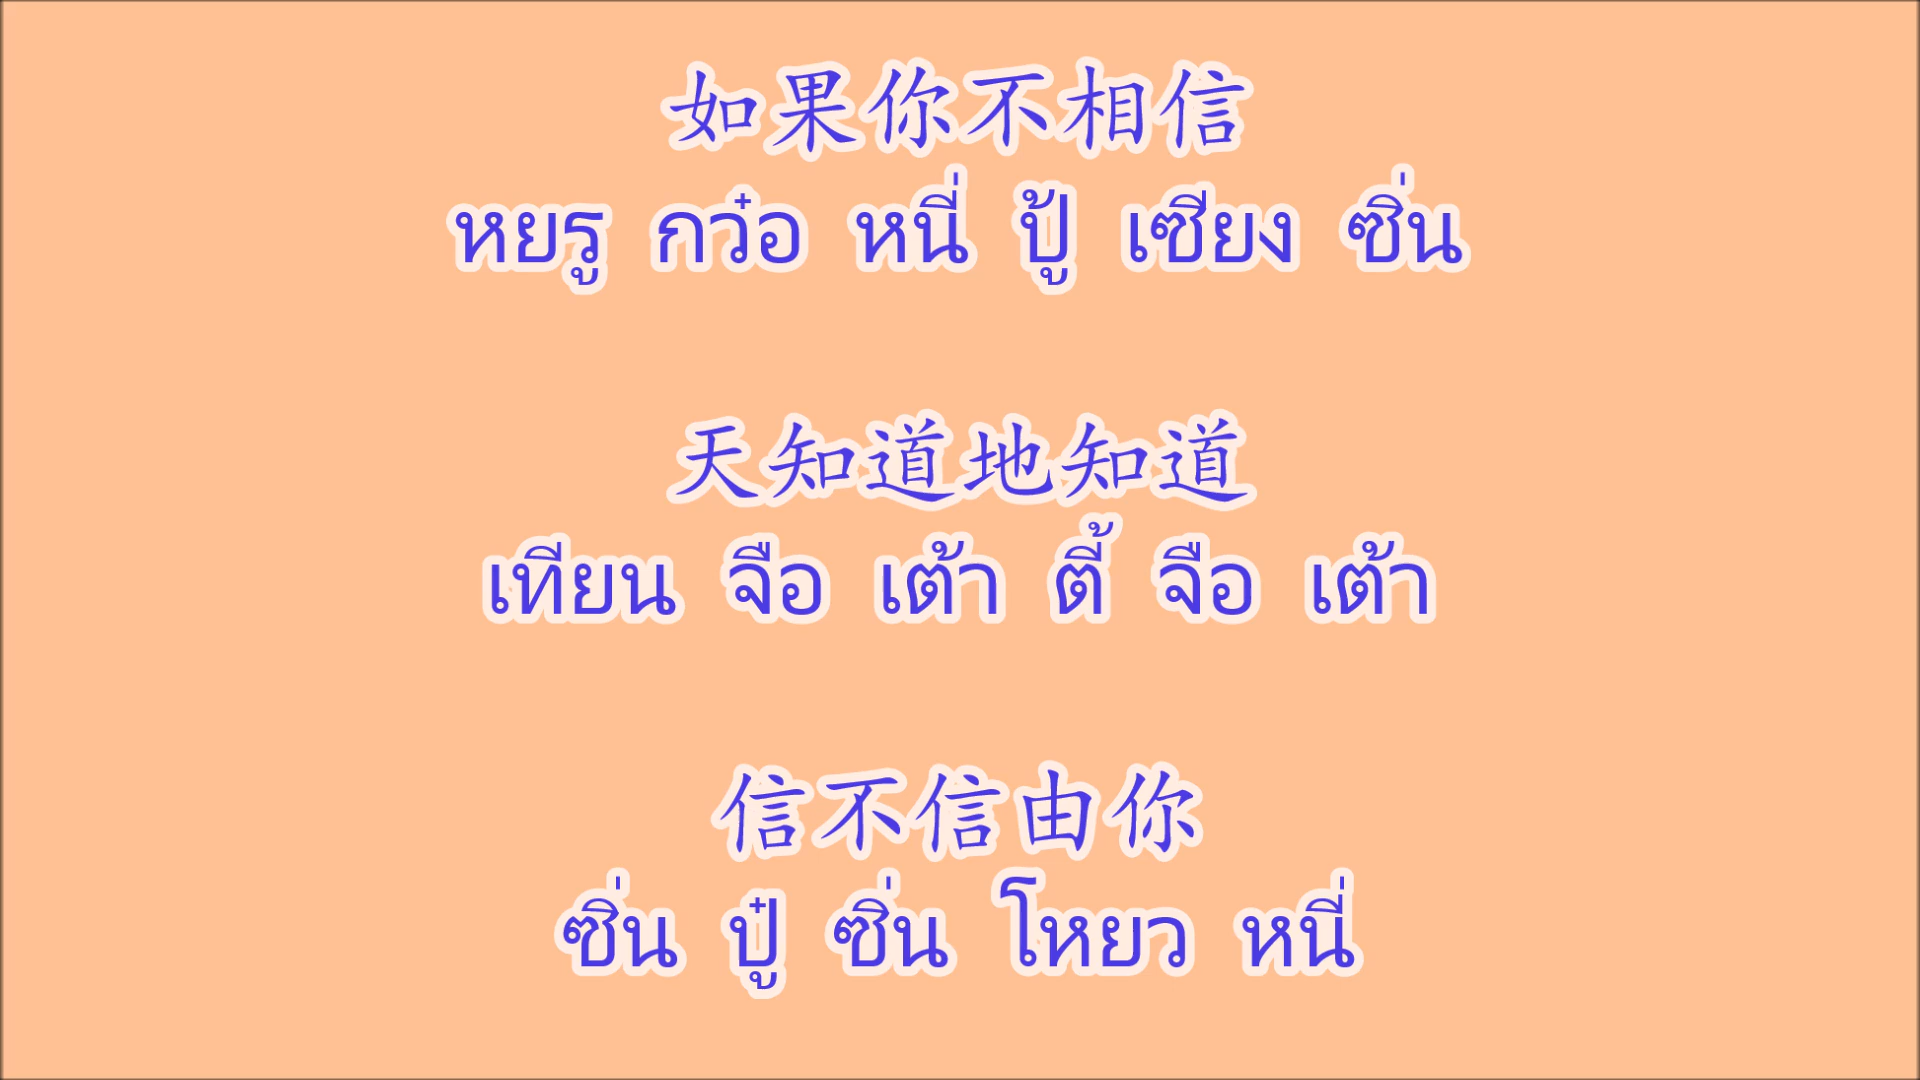 如果你不相信
หยรู กว๋อ หนี่ ปู้ เซียง ซิ่น
天知道地知道
เทียน จือ เต้า ตี้ จือ เต้า
信不信由你
ซิ่น ปู๋ ซิ่น โหยว หนี่